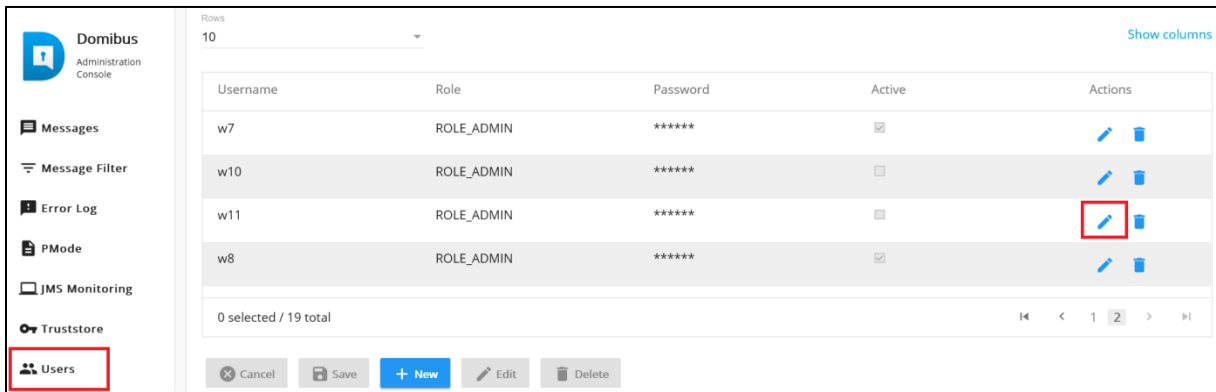 Domibus
Administration
Console
Messages
Message Filter
Error Log
PMode
JMS Monitoring
Truststore
Users
Rows
10
Show columns
Username Role Password Active Actions
w7 ROLE_ADMIN ******
w10 ROLE_ADMIN ******
w11 ROLE_ADMIN ******
w8 ROLE_ADMIN ******
0 selected / 19 total 1 2
Cancel Save + New Edit Delete